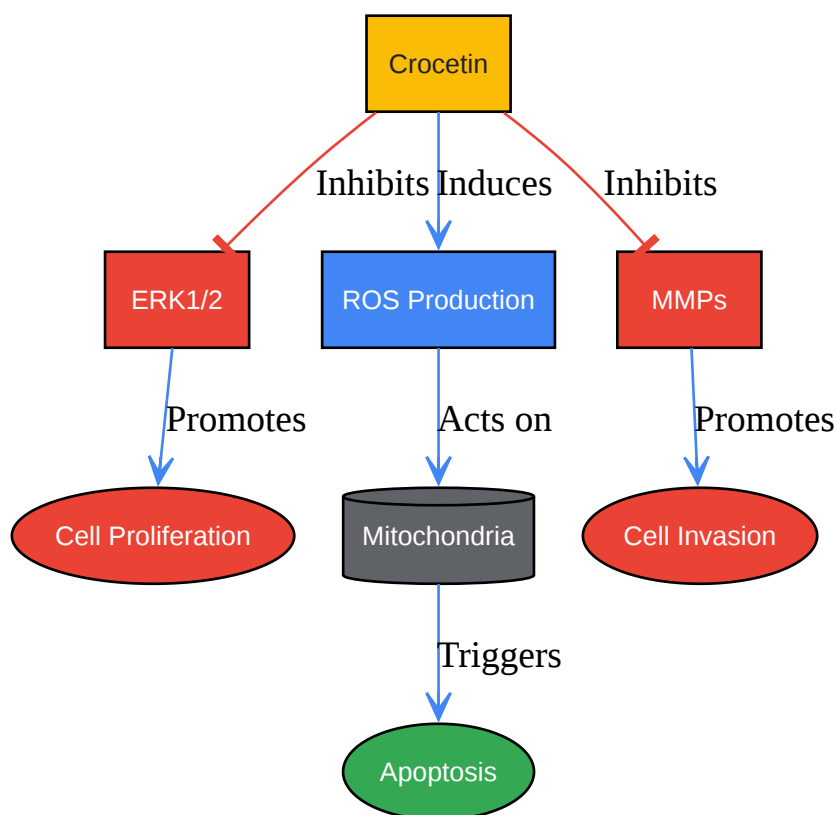 Crocetin
Inhibits
Induces
Inhibits
ERK1/2
ROS Production
MMPs
Promotes
Acts on
Promotes
Cell Proliferation
Mitochondria
Cell Invasion
Triggers
Apoptosis